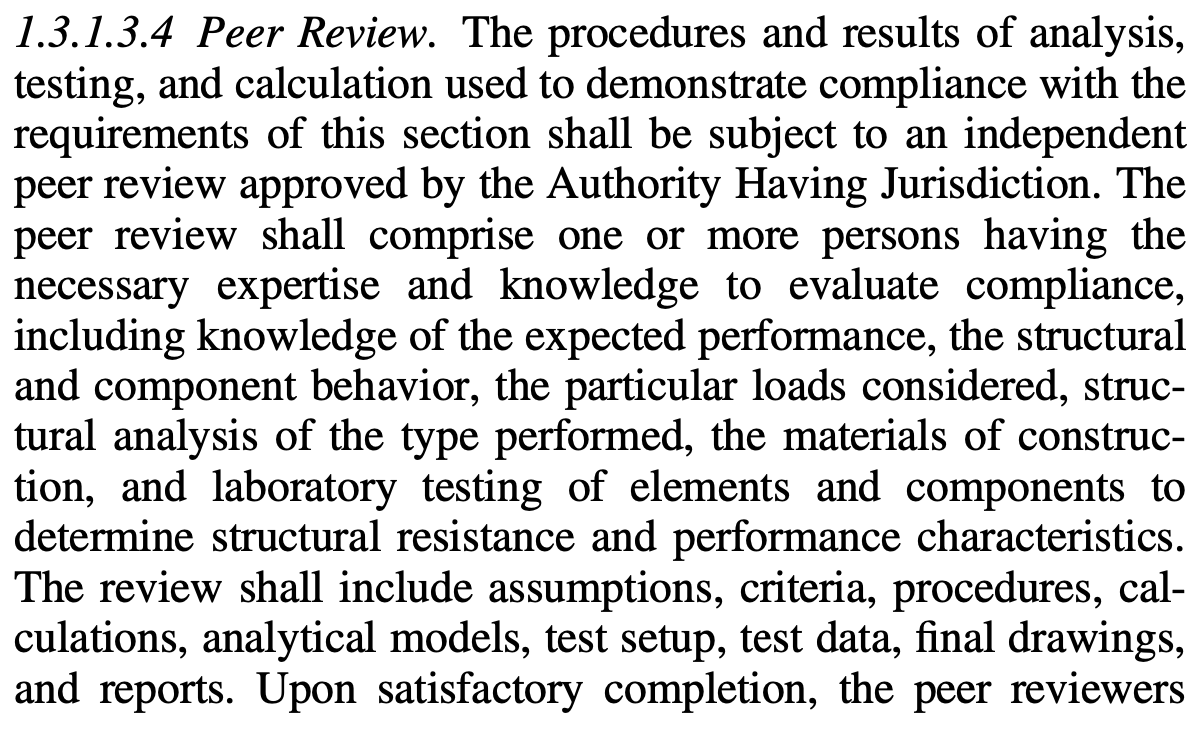 1.3.1.3.4 Peer Review. The procedures and results of analysis,
testing, and calculation used to demonstrate compliance with the
requirements of this section shall be subject to an independent
peer review approved by the Authority Having Jurisdiction. The
peer review shall comprise one or more persons having the
necessary expertise and knowledge to evaluate compliance,
including knowledge of the expected performance, the structural
and component behavior, the particular loads considered, struc-
tural analysis of the type performed, the materials of construc-
tion, and laboratory testing of elements and components to
determine structural resistance and performance characteristics.
The review shall include assumptions, criteria, procedures, cal-
culations, analytical models, test setup, test data, final drawings,
and reports. Upon satisfactory completion, the peer reviewers